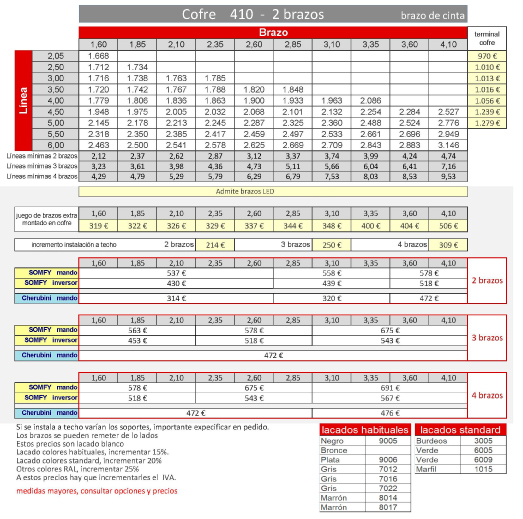 Cofre 410 - 2 brazos brazo de cinta
Brazo terminal cofre
1,60 1,85 2,10 2,35 2,60 2,85 3,10 3,35 3,60 4,10
Línea
2,05 1.668 970 €
2,50 1.712 1.734 1.010 €
3,00 1.716 1.738 1.763 1.785 1.013 €
3,50 1.720 1.742 1.767 1.788 1.820 1.848 1.016 €
4,00 1.779 1.806 1.836 1.863 1.900 1.933 1.963 2.086 1.056 €
4,50 1.948 1.975 2.005 2.032 2.068 2.101 2.132 2.254 2.284 2.527 1.239 €
5,00 2.145 2.178 2.213 2.245 2.287 2.325 2.360 2.488 2.524 2.776 1.279 €
5,50 2.318 2.350 2.385 2.417 2.459 2.497 2.533 2.661 2.696 2.949
6,00 2.463 2.500 2.541 2.578 2.625 2.669 2.709 2.843 2.883 3.146
Líneas mínimas 2 brazos 2,12 2,37 2,62 2,87 3,12 3,37 3,74 3,99 4,24 4,74
Líneas mínimas 3 brazos 3,23 3,61 3,98 4,36 4,73 5,11 5,66 6,04 6,41 7,16
Líneas mínimas 4 brazos 4,29 4,79 5,29 5,79 6,29 6,79 7,53 8,03 8,53 9,53
Admite brazos LED
juego de brazos extra montado en cofre
1,60 1,85 2,10 2,35 2,60 2,85 3,10 3,35 3,60 4,10
319 € 322 € 326 € 329 € 337 € 344 € 348 € 400 € 404 € 506 €
incremento instalación a techo 2 brazos 214 € 3 brazos 250 € 4 brazos 309 €
1,60 1,85 2,10 2,35 2,60 2,85 3,10 3,35 3,60 4,10
SOMFY mando 537 € 558 € 578 €
SOMFY inversor 430 € 439 € 518 €
2 brazos
Cherubini mando 314 € 320 € 472 €
1,60 1,85 2,10 2,35 2,60 2,85 3,10 3,35 3,60 4,10
SOMFY mando 563 € 578 € 675 €
SOMFY inversor 453 € 518 € 543 €
3 brazos
Cherubini mando 472 €
1,60 1,85 2,10 2,35 2,60 2,85 3,10 3,35 3,60 4,10
SOMFY mando 578 € 675 € 691 €
SOMFY inversor 518 € 543 € 567 €
4 brazos
Cherubini mando 472 € 476 €
Si se instala a techo varían los soportes, importante expecificar en pedido.
Los brazos se pueden remeter de lo lados
Estos precios son lacado blanco
Lacado colores habituales, incrementar 15%.
Lacado colores standard, Incrementar 20%
Otros colores RAL, incrementar 25%
A estos precios hay que incrementarles el IVA.
medidas mayores, consultar opciones y precios
lacados habituales
Negro 9005
Bronce
Plata 9006
Gris 7012
Gris 7016
Gris 7022
Marrón 8014
Marrón 8017
lacados standard
Burdeos 3005
Verde 6005
Verde 6009
Marfil 1015